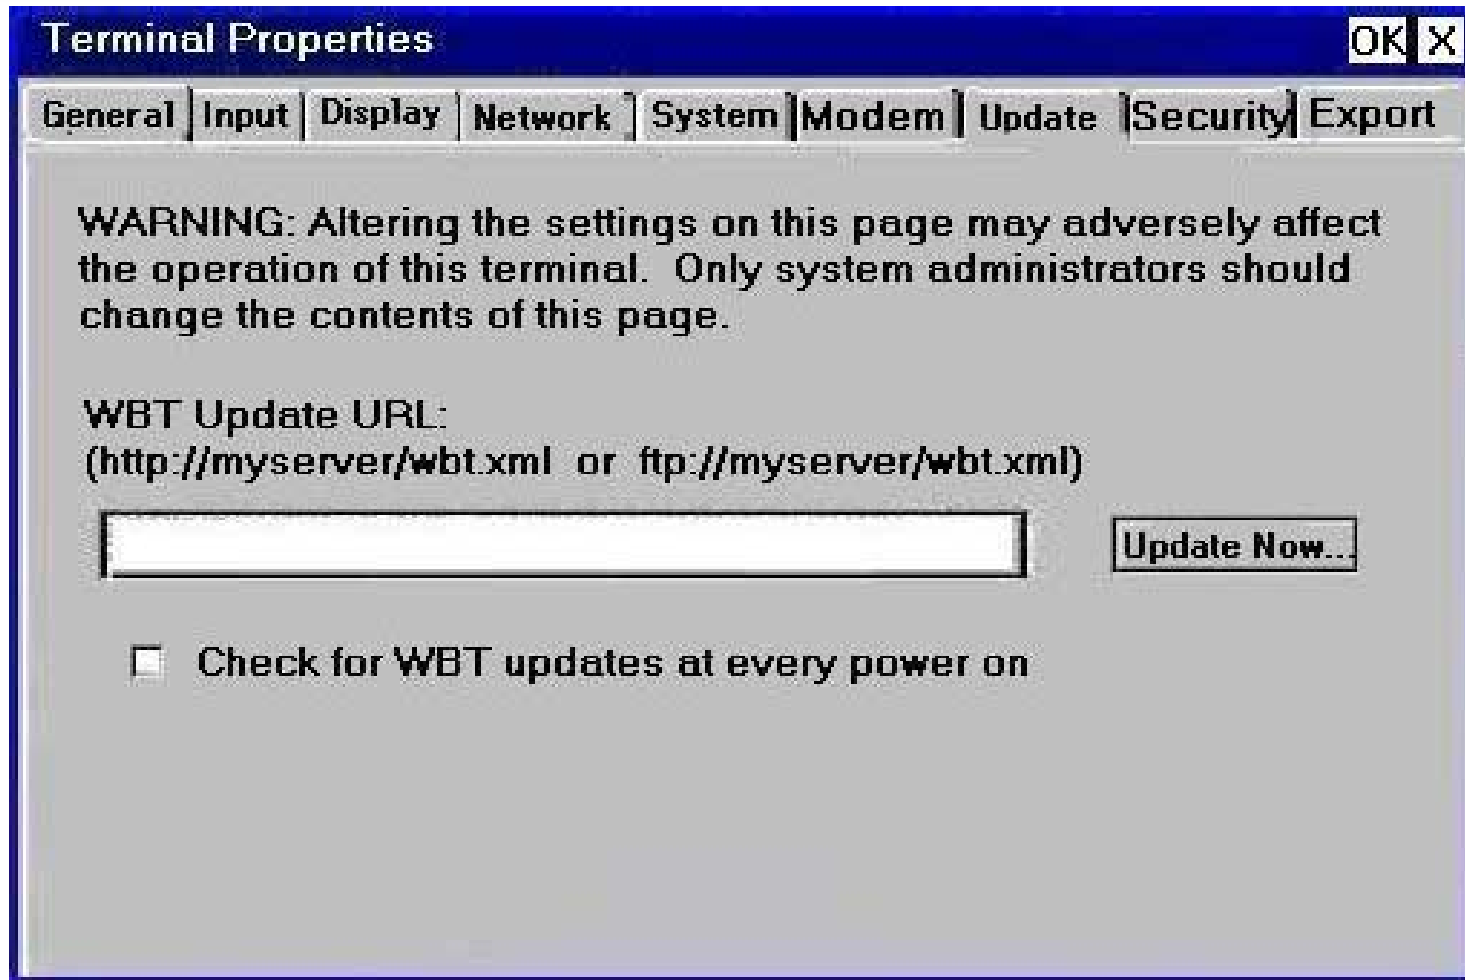 Terminal Properties OK X
General Input Display Network System Modem Update Security Export
WARNING: Altering the settings on this page may adversely affect
the operation of this terminal. Only system administrators should
change the contents of this page.
WBT Update URL:
(http://myserver/wbt.xml or ftp://myserver/wbt.xml)
Update Now...
Check for WBT updates at every power on